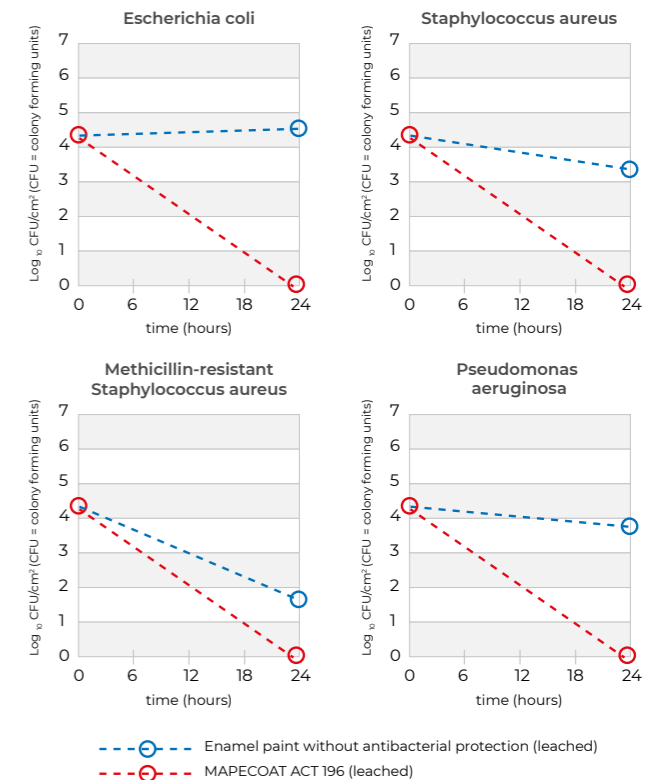 Escherichia coli
Log 10 CFU/cm² (CFU = colony forming units)
7
6
5
4
3
2
1
0
0 6 12 18 24
time (hours)
Staphylococcus aureus
Log 10 CFU/cm² (CFU = colony forming units)
7
6
5
4
3
2
1
0
0 6 12 18 24
time (hours)
Methicillin-resistant
Staphylococcus aureus
Log 10 CFU/cm² (CFU = colony forming units)
7
6
5
4
3
2
1
0
0 6 12 18 24
time (hours)
Pseudomonas
aeruginosa
Log 10 CFU/cm² (CFU = colony forming units)
7
6
5
4
3
2
1
0
0 6 12 18 24
time (hours)
Enamel paint without antibacterial protection (leached)
MAPECOAT ACT 196 (leached)